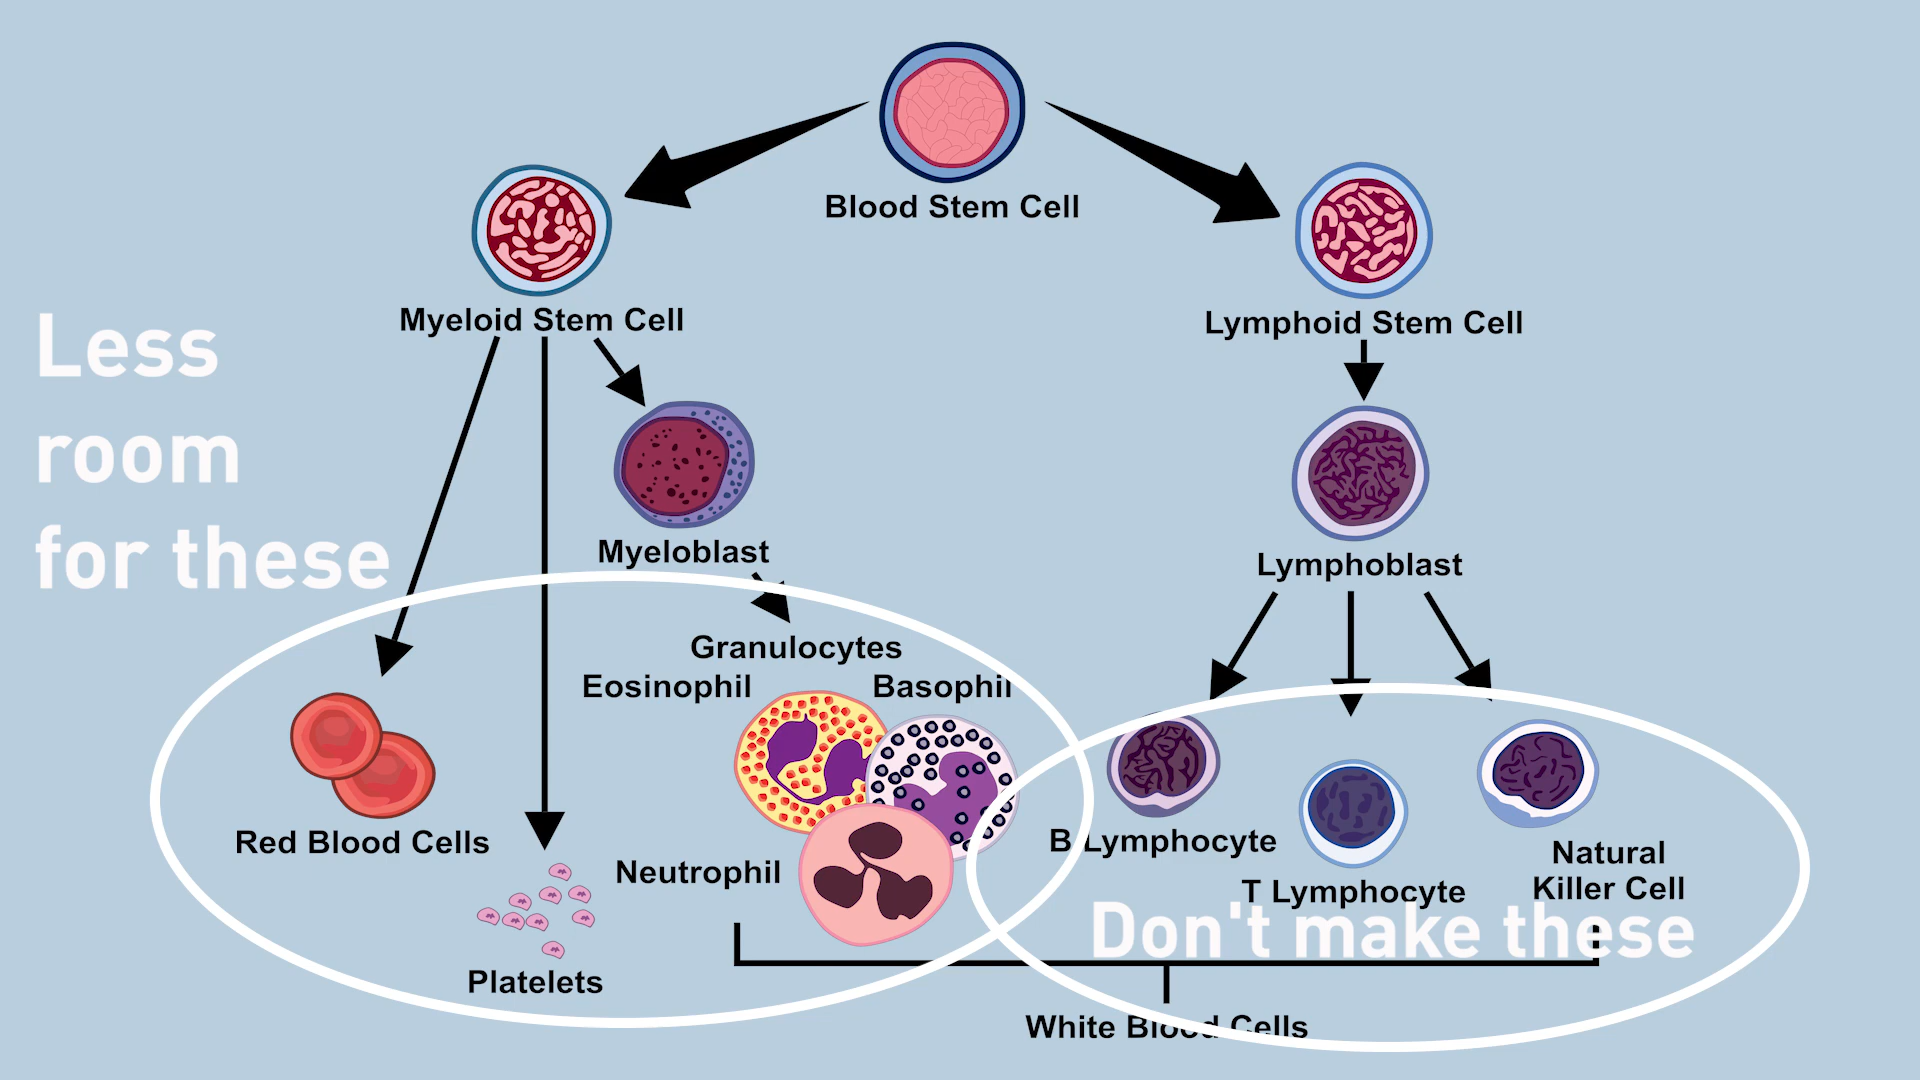 Blood Stem Cell
Myeloid Stem Cell
Lymphoid Stem Cell
Less
room
for these
Myeloblast
Lymphoblast
Granulocytes
Eosinophil
Basophil
Red Blood Cells
Neutrophil
Platelets
B Lymphocyte
T Lymphocyte
Natural
Killer Cell
Don't make these
White Blood Cells